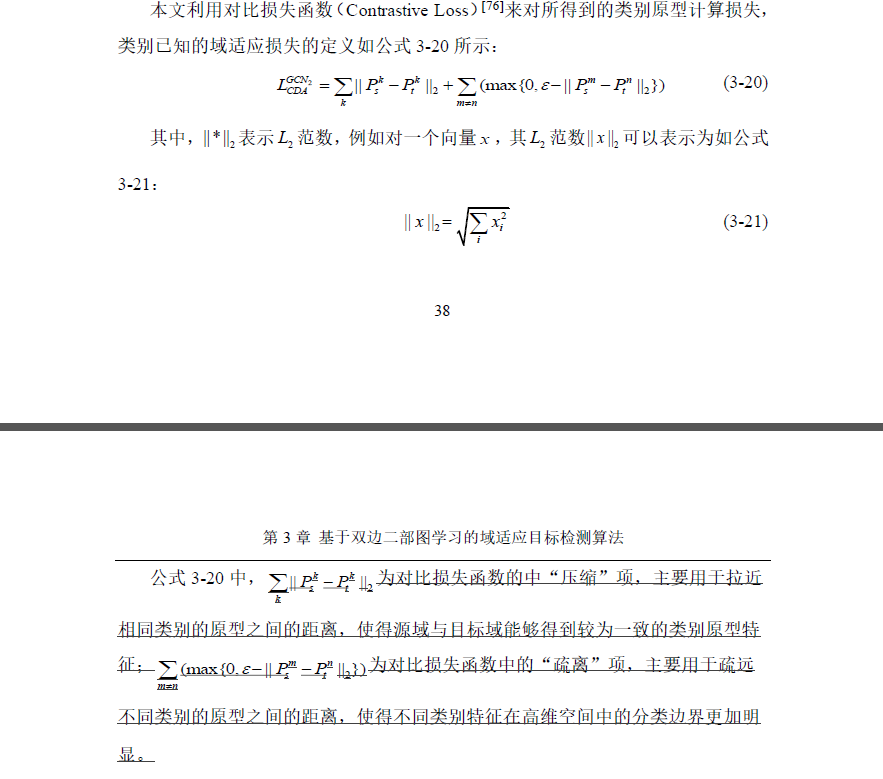 本文利用对比损失函数（Contrastive Loss）[76]来对所得到的类别原型计算损失，
类别已知的域适应损失的定义如公式 3-20 所示：
L_{CDA}^{GCN_2} = ∑_k || P_s^k − P_t^k ||_2 + ∑_{m≠n} (max{0, ε− || P_s^m − P_t^n ||_2}) (3-20)
其中，||*||_2 表示 L_2 范数，例如对一个向量 x ，其 L_2 范数 || x ||_2 可以表示为如公式
3-21：
|| x ||_2 = √(∑_i x_i^2) (3-21)
38
第 3 章 基于双边二部图学习的域适应目标检测算法
公式 3-20 中，∑_k || P_s^k − P_t^k ||_2 为对比损失函数的中“压缩”项，主要用于拉近
相同类别的原型之间的距离，使得源域与目标域能够得到较为一致的类别原型特
征；∑_{m≠n} (max{0, ε− || P_s^m − P_t^n ||_2}) 为对比损失函数中的“疏离”项，主要用于疏远
不同类别的原型之间的距离，使得不同类别特征在高维空间中的分类边界更加明
显。